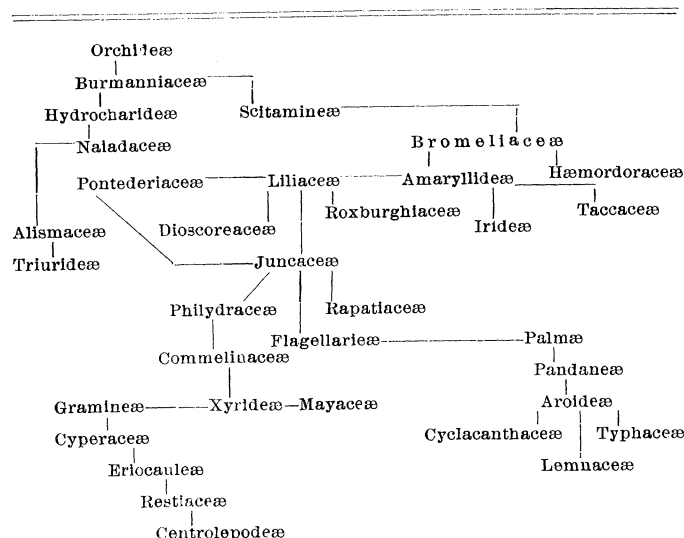 Orchideæ
Burmanniaceæ
Hydrocharideæ Scitamineæ
Naiadaceæ Bromeliaceæ
Pontederiaceæ Liliaceæ Amaryllideæ Hæmordoraceæ
Roxburghiaceæ Taccaceæ
Alismaceæ Dioscoreaceæ Irideæ
Triurideæ Juncaceæ
Philydraceæ Rapatiaceæ
Flagellarieæ Palmæ
Commelinaceæ
Pandaneæ
Gramineæ Xyrideæ Mayaceæ Aroideæ
Cyperaceæ Cyclacanthaceæ Typhaceæ
Eriocauleæ Lemnaceæ
Restiaceæ
Centrolepodeæ